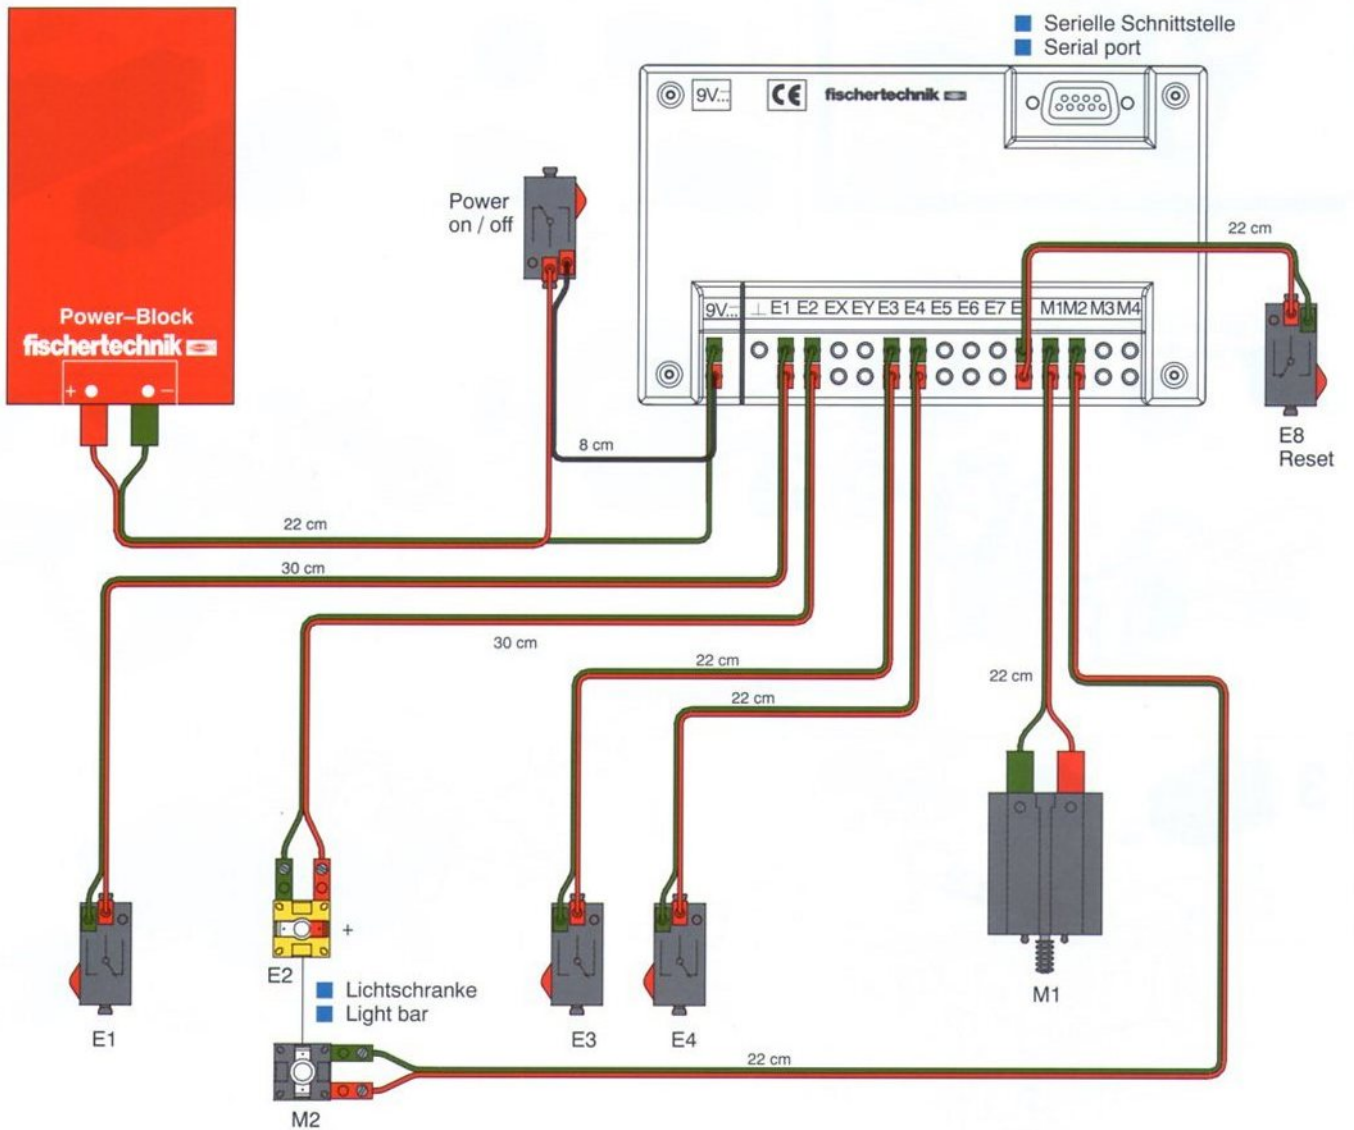 Serielle Schnittstelle
Serial port
9V...
CE
fischertechnik
Power
on / off
22 cm
Power–Block
fischertechnik
+
–
9V...
⊥ E1 E2 EX EY E3 E4 E5 E6 E7 M1 M2 M3 M4
E8
Reset
8 cm
22 cm
30 cm
30 cm
22 cm
22 cm
22 cm
+
E2
Lichtschranke
Light bar
M1
E1
E3
E4
22 cm
M2